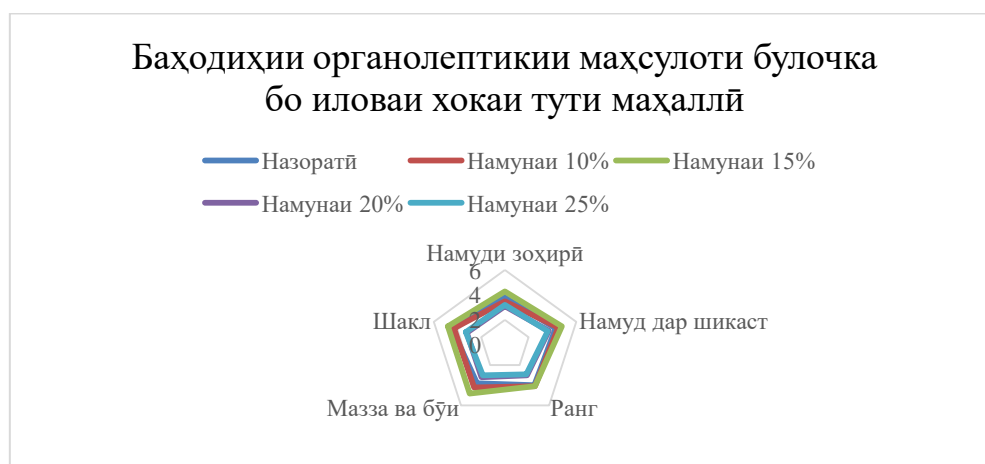 Баҳодиҳии органолептикии маҳсулоти булочка
бо иловаи хокаи тути маҳаллӣ
Назоратӣ Намунаи 10% Намунаи 15%
Намунаи 20% Намунаи 25%
Намуди зоҳирӣ
6
4
Шакл Намуд дар шикаст
2
0
Мазза ва бӯи Ранг